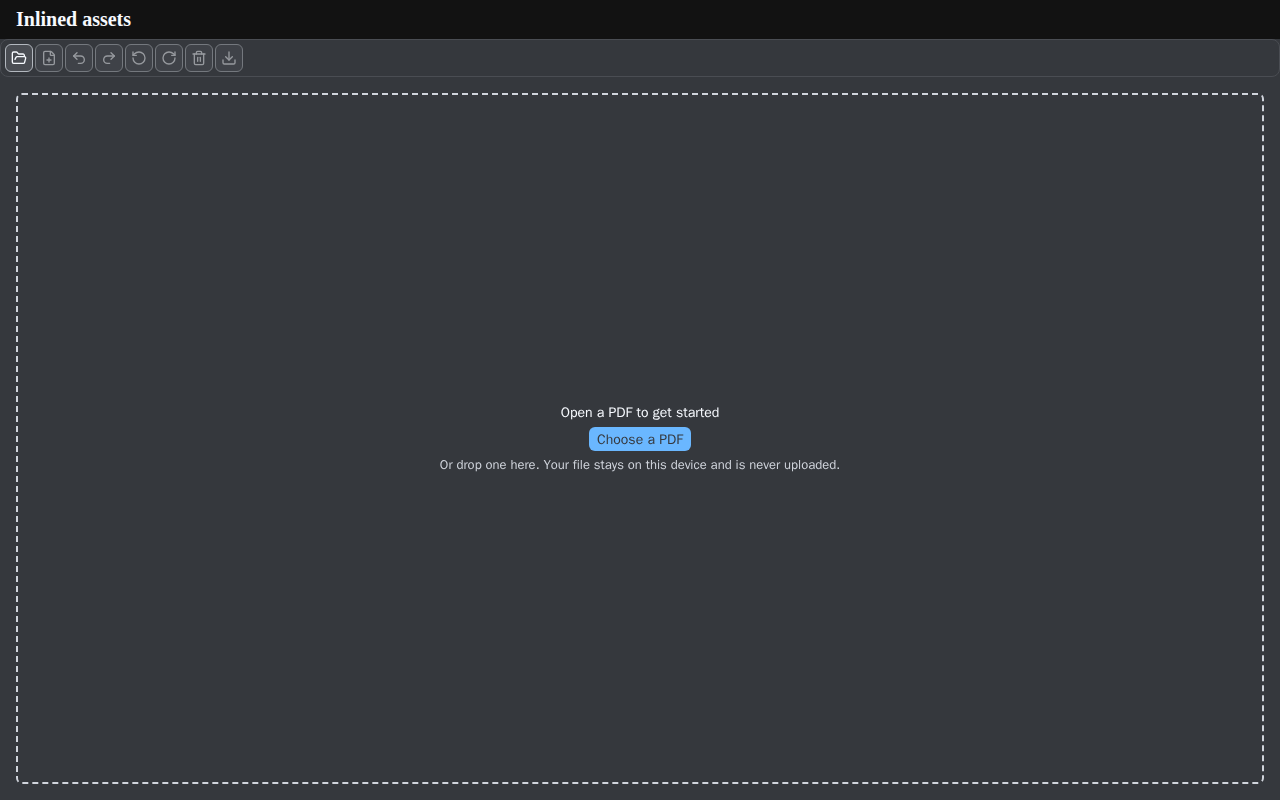 Inlined assets
Open a PDF to get started
Choose a PDF
Or drop one here. Your file stays on this device and is never uploaded.